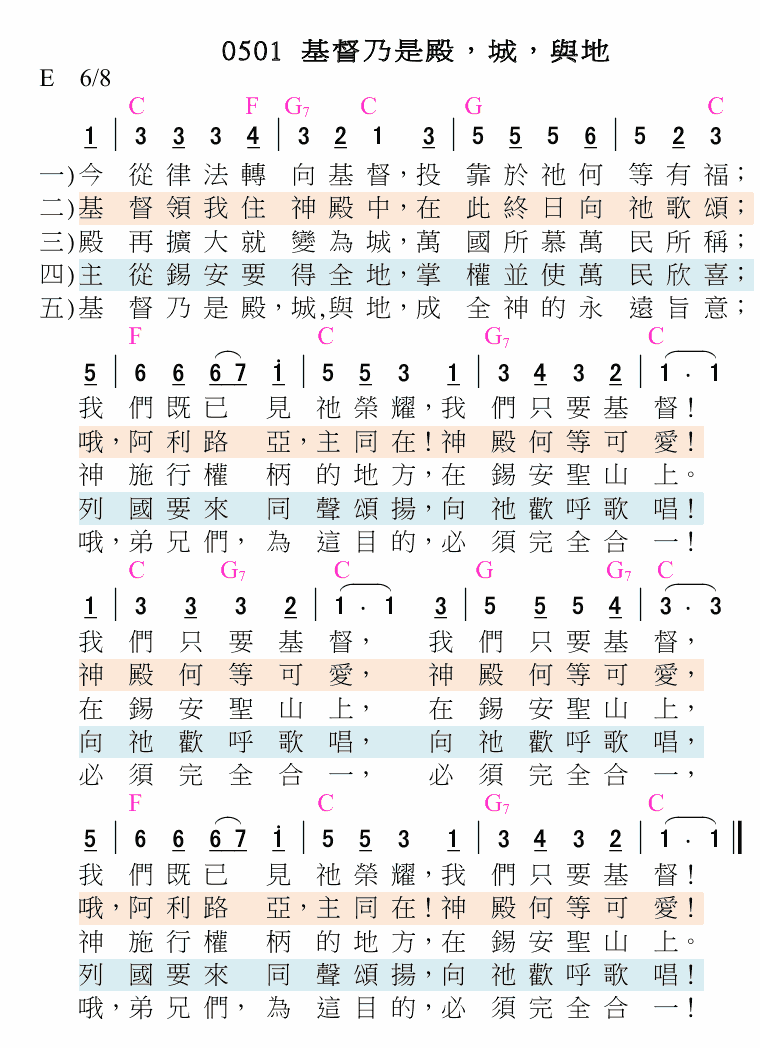 0501 基督乃是殿，城，與地
E 6/8
C F G7 C G C
1 | 3 3 3 4 | 3 2 1 3 | 5 5 5 6 | 5 2 3
一)今從律法轉向基督，投靠於祂何等有福；
二)基督領我住神殿中，在此終日向祂歌頌；
三)殿再擴大就變為城，萬國所慕萬民所稱；
四)主從錫安要得全地，掌權並使萬民欣喜；
五)基督乃是殿，城,與地，成全神的永遠旨意；
F C G7 C
5 | 6 6 6 7 i | 5 5 3 1 | 3 4 3 2 | 1 · 1
我們既已見祂榮耀，我們只要基督！
哦，阿利路亞，主同在！神殿何等可愛！
神施行權柄的地方，在錫安聖山上。
列國要來同聲頌揚，向祂歡呼歌唱！
哦，弟兄們，為這目的，必須完全合一！
C G7 C G G7 C
1 | 3 3 3 2 | 1 · 1 3 | 5 5 5 4 | 3 · 3
我們只要基督，我們只要基督，
神殿何等可愛，神殿何等可愛，
在錫安聖山上，在錫安聖山上，
向祂歡呼歌唱，向祂歡呼歌唱，
必須完全合一，必須完全合一，
F C G7 C
5 | 6 6 6 7 i | 5 5 3 1 | 3 4 3 2 | 1 · 1 ||
我們既已見祂榮耀，我們只要基督！
哦，阿利路亞，主同在！神殿何等可愛！
神施行權柄的地方，在錫安聖山上。
列國要來同聲頌揚，向祂歡呼歌唱！
哦，弟兄們，為這目的，必須完全合一！